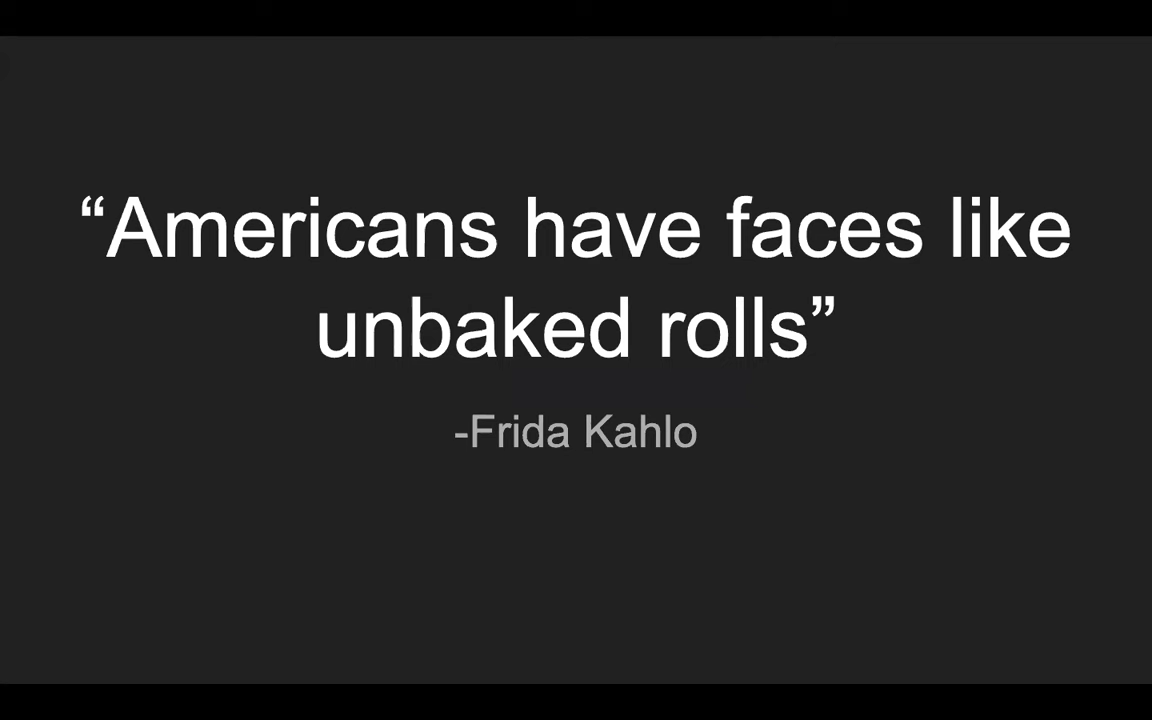 “Americans have faces like
unbaked rolls”
-Frida Kahlo